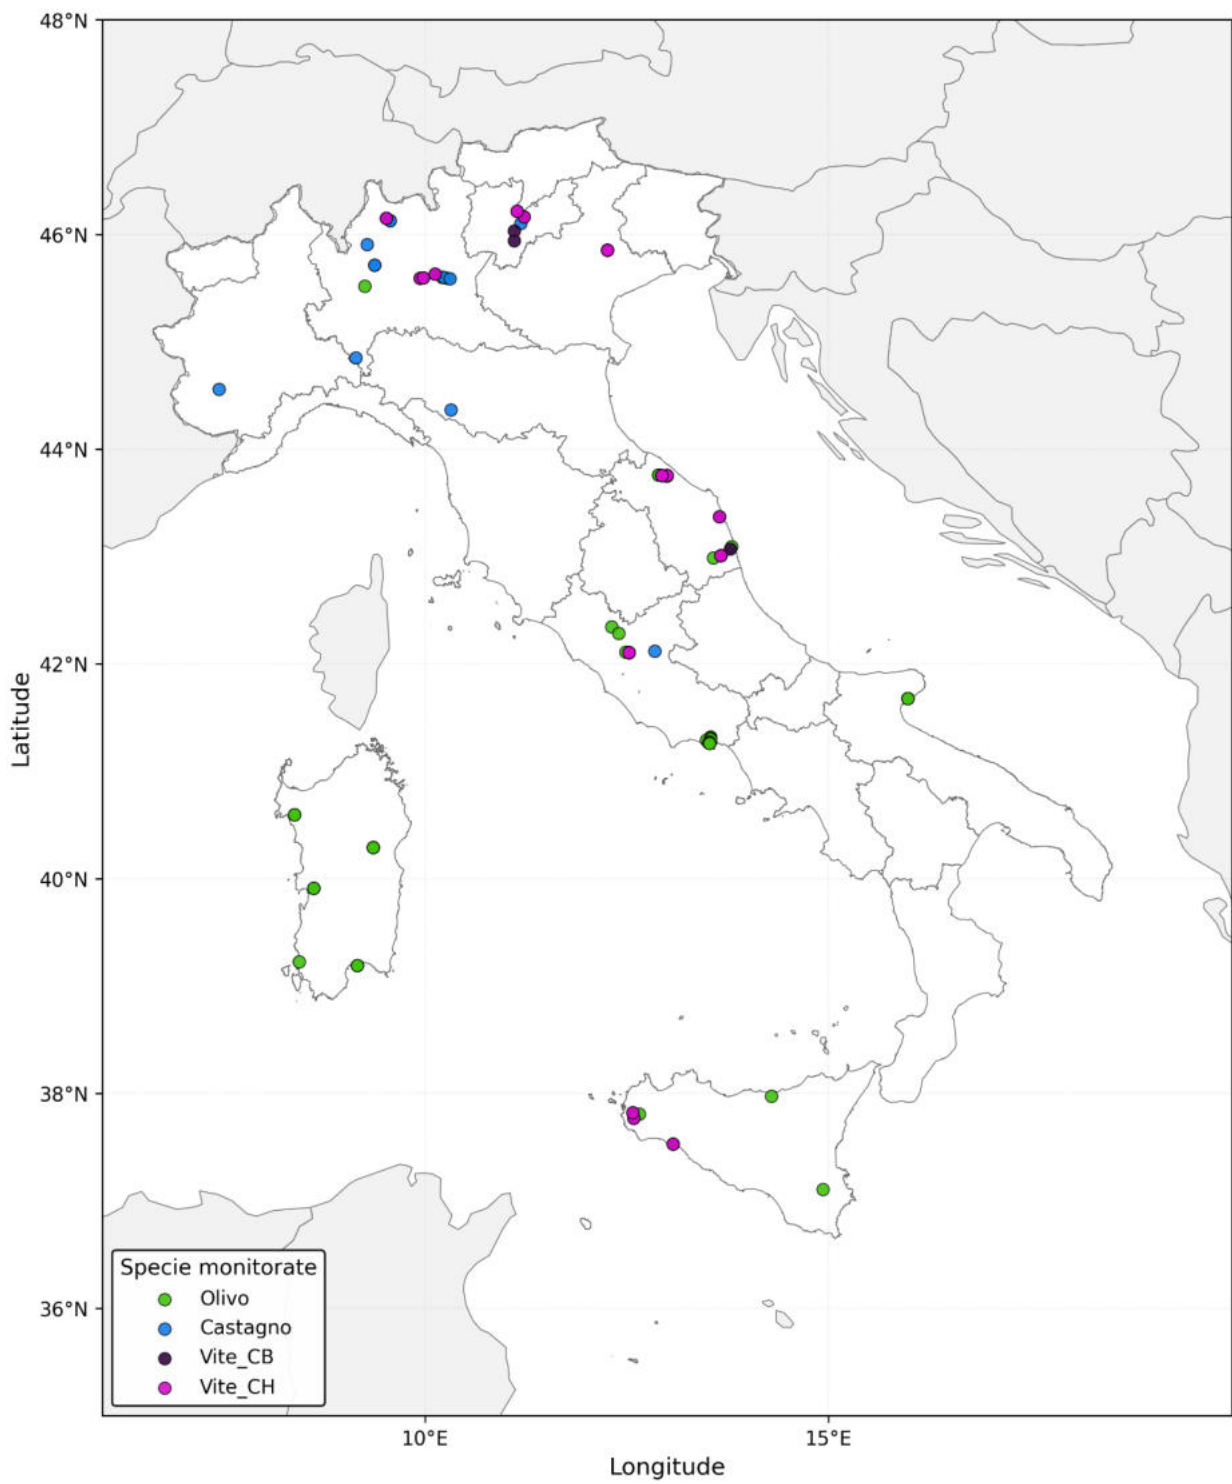 48°N
46°N
44°N
42°N
40°N
38°N
36°N
Latitude
Specie monitorate
Olivo
Castagno
Vite_CB
Vite_CH
10°E
15°E
Longitude